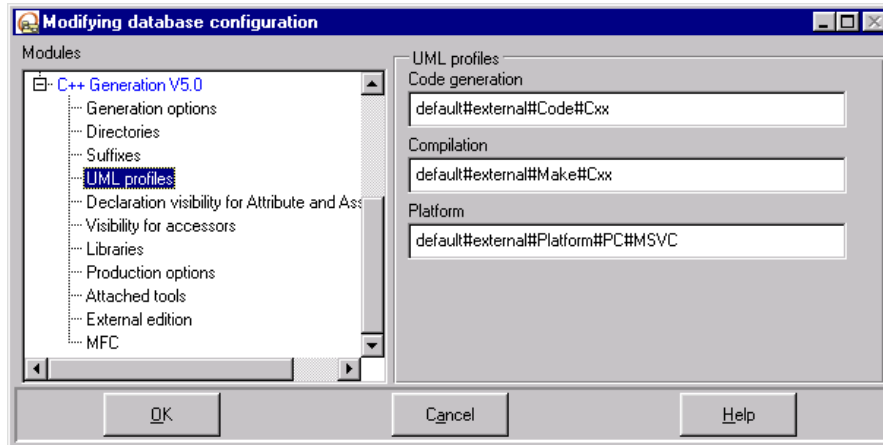 Modifying database configuration
Modules
C++ Generation V5.0
Generation options
Directories
Suffixes
UML profiles
Declaration visibility for Attribute and Ass
Visibility for accessors
Libraries
Production options
Attached tools
External edition
MFC
UML profiles
Code generation
default#external#Code#Cxx
Compilation
default#external#Make#Cxx
Platform
default#external#Platform#PC#MSVC
OK
Cancel
Help